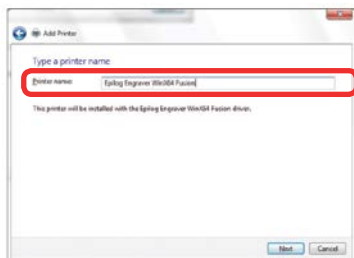 Add Printer
Type a printer name
Printer name: Epilog Engraver WinX64 Fusion
This printer will be installed with the Epilog Engraver WinX64 Fusion driver.
Next Cancel